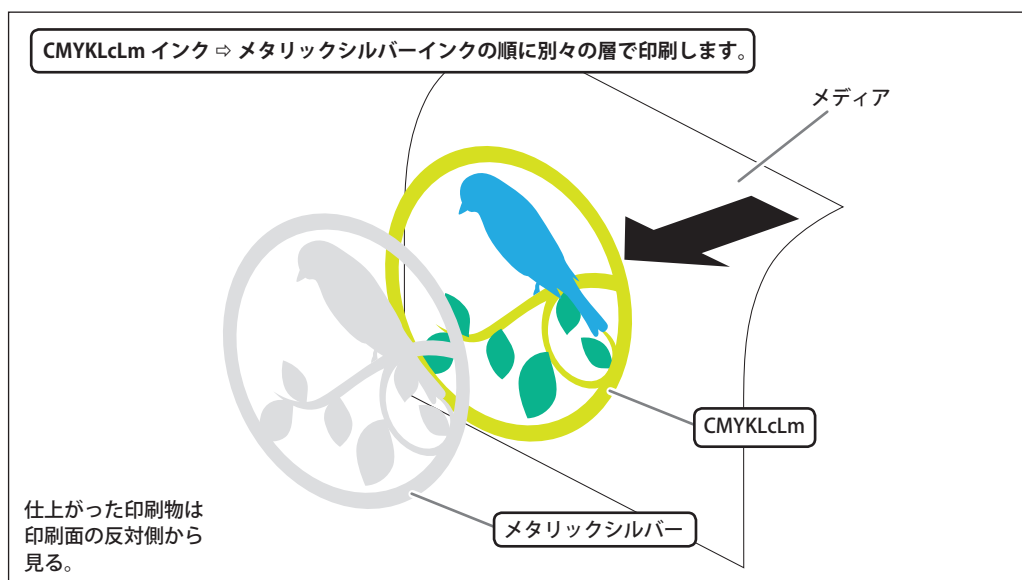 CMYKLcLm インク ⇨ メタリックシルバーインクの順に別々の層で印刷します。
メディア
CMYKLcLm
メタリックシルバー
仕上がった印刷物は
印刷面の反対側から
見る。